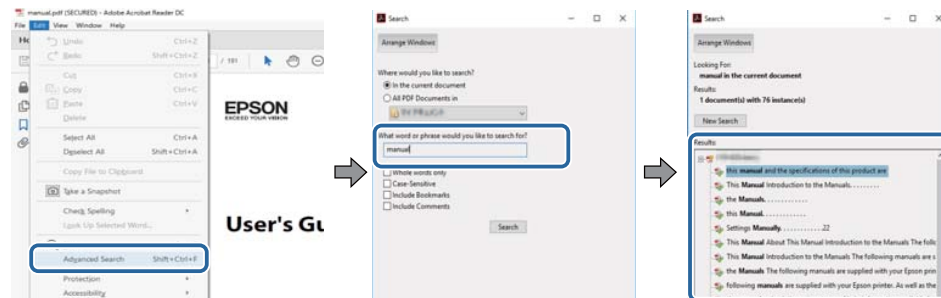 manual.pdf (SECURED) - Adobe Acrobat Reader DC
File Edit View Window Help
Undo Ctrl+Z
Redo Shift+Ctrl+Z
Cut Ctrl+X
Copy Ctrl+C
Paste Ctrl+V
Delete
Select All Ctrl+A
Deselect All Shift+Ctrl+A
Copy File to Clipboard
Take a Snapshot
Check Spelling
Look Up Selected Word...
Advanced Search Shift+Ctrl+F
Protection
Accessibility
/ 191
EPSON
EXCEED YOUR VISION
User's Gu
Search
Arrange Windows
Where would you like to search?
In the current document
All PDF Documents in
What word or phrase would you like to search for?
manual
Whole words only
Case-Sensitive
Include Bookmarks
Include Comments
Search
Search
Arrange Windows
Looking For:
manual in the current document
Results:
1 document(s) with 76 instance(s)
New Search
Results:
this manual and the specifications of this product are
This Manual Introduction to the Manuals. . . . . . . . .
the Manuals. . . . . . . . . . . . .
this Manual. . . . . . . . . . . . .
Settings Manually. . . . . . . . . . . . .22
This Manual About This Manual Introduction to the Manuals The follo
This Manual Introduction to the Manuals The following manuals are s
the Manuals The following manuals are supplied with your Epson prin
following manuals are supplied with your Epson printer. As well as the